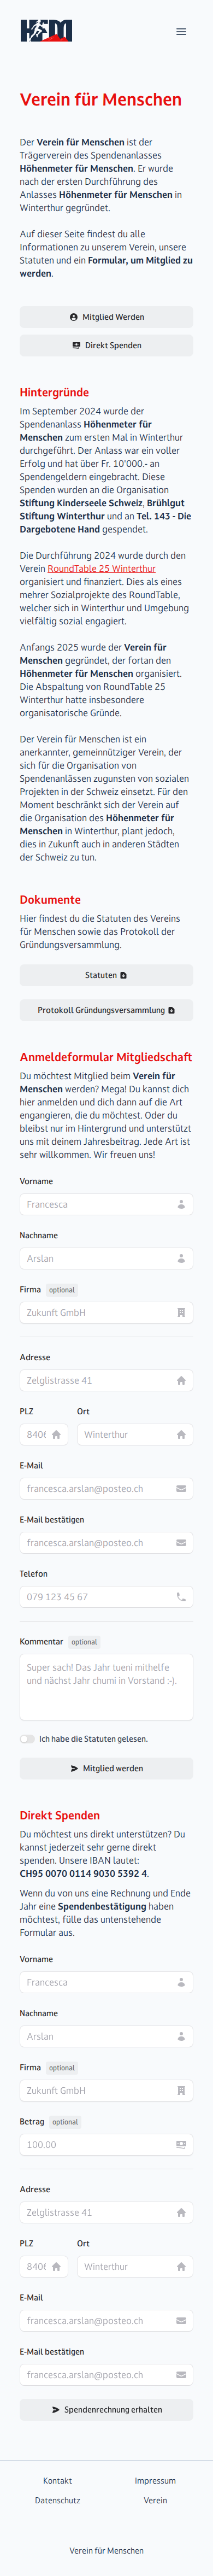 HFM
Verein für Menschen
Der Verein für Menschen ist der
Trägerverein des Spendenanlasses
Höhenmeter für Menschen. Er wurde
nach der ersten Durchführung des
Anlasses Höhenmeter für Menschen in
Winterthur gegründet.
Auf dieser Seite findest du alle
Informationen zu unserem Verein, unsere
Statuten und ein Formular, um Mitglied zu
werden.
Mitglied Werden
Direkt Spenden
Hintergründe
Im September 2024 wurde der
Spendenanlass Höhenmeter für
Menschen zum ersten Mal in Winterthur
durchgeführt. Der Anlass war ein voller
Erfolg und hat über Fr. 10'000.- an
Spendengeldern eingebracht. Diese
Spenden wurden an die Organisation
Stiftung Kinderseele Schweiz, Brühlgut
Stiftung Winterthur und an Tel. 143 - Die
Dargebotene Hand gespendet.
Die Durchführung 2024 wurde durch den
Verein RoundTable 25 Winterthur
organisiert und finanziert. Dies als eines
mehrer Sozialprojekte des RoundTable,
welcher sich in Winterthur und Umgebung
vielfältig sozial engagiert.
Anfangs 2025 wurde der Verein für
Menschen gegründet, der fortan den
Höhenmeter für Menschen organisiert.
Die Abspaltung von RoundTable 25
Winterthur hatte insbesondere
organisatorische Gründe.
Der Verein für Menschen ist ein
anerkannter, gemeinnütziger Verein, der
sich für die Organisation von
Spendenanlässen zugunsten von sozialen
Projekten in der Schweiz einsetzt. Für den
Moment beschränkt sich der Verein auf
die Organisation des Höhenmeter für
Menschen in Winterthur, plant jedoch,
dies in Zukunft auch in anderen Städten
der Schweiz zu tun.
Dokumente
Hier findest du die Statuten des Vereins
für Menschen sowie das Protokoll der
Gründungsversammlung.
Statuten
Protokoll Gründungsversammlung
Anmeldeformular Mitgliedschaft
Du möchtest Mitglied beim Verein für
Menschen werden? Mega! Du kannst dich
hier anmelden und dich dann auf die Art
engangieren, die du möchtest. Oder du
bleibst nur im Hintergrund und unterstützt
uns mit deinem Jahresbeitrag. Jede Art ist
sehr willkommen. Wir freuen uns!
Vorname
Francesca
Nachname
Arslan
Firma optional
Zukunft GmbH
Adresse
Zelglistrasse 41
PLZ Ort
8406 Winterthur
E-Mail
francesca.arslan@posteo.ch
E-Mail bestätigen
francesca.arslan@posteo.ch
Telefon
079 123 45 67
Kommentar optional
Super sach! Das Jahr tueni mithelfe
und nächst Jahr chumi in Vorstand :-).
Ich habe die Statuten gelesen.
Mitglied werden
Direkt Spenden
Du möchtest uns direkt unterstützen? Du
kannst jederzeit sehr gerne direkt
spenden. Unsere IBAN lautet:
CH95 0070 0114 9030 5392 4.
Wenn du von uns eine Rechnung und Ende
Jahr eine Spendenbestätigung haben
möchtest, fülle das untenstehende
Formular aus.
Vorname
Francesca
Nachname
Arslan
Firma optional
Zukunft GmbH
Betrag optional
100.00
Adresse
Zelglistrasse 41
PLZ Ort
8406 Winterthur
E-Mail
francesca.arslan@posteo.ch
E-Mail bestätigen
francesca.arslan@posteo.ch
Spendenrechnung erhalten
Kontakt Impressum
Datenschutz Verein
Verein für Menschen